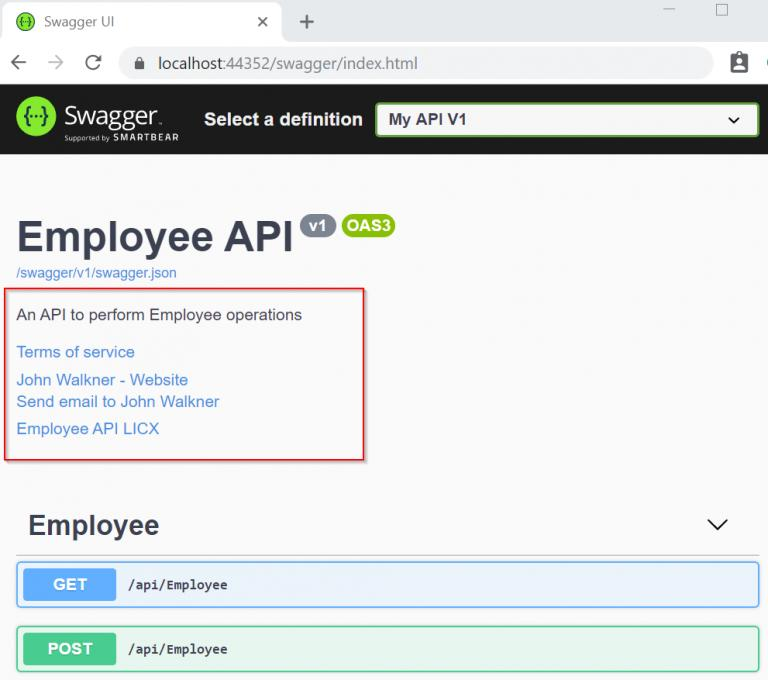 Swagger UI
localhost:44352/swagger/index.html
Swagger
Supported by SMARTBEAR
Select a definition
My API V1
Employee API v1 OAS3
/swagger/v1/swagger.json
An API to perform Employee operations
Terms of service
John Walkner - Website
Send email to John Walkner
Employee API LICX
Employee
GET /api/Employee
POST /api/Employee